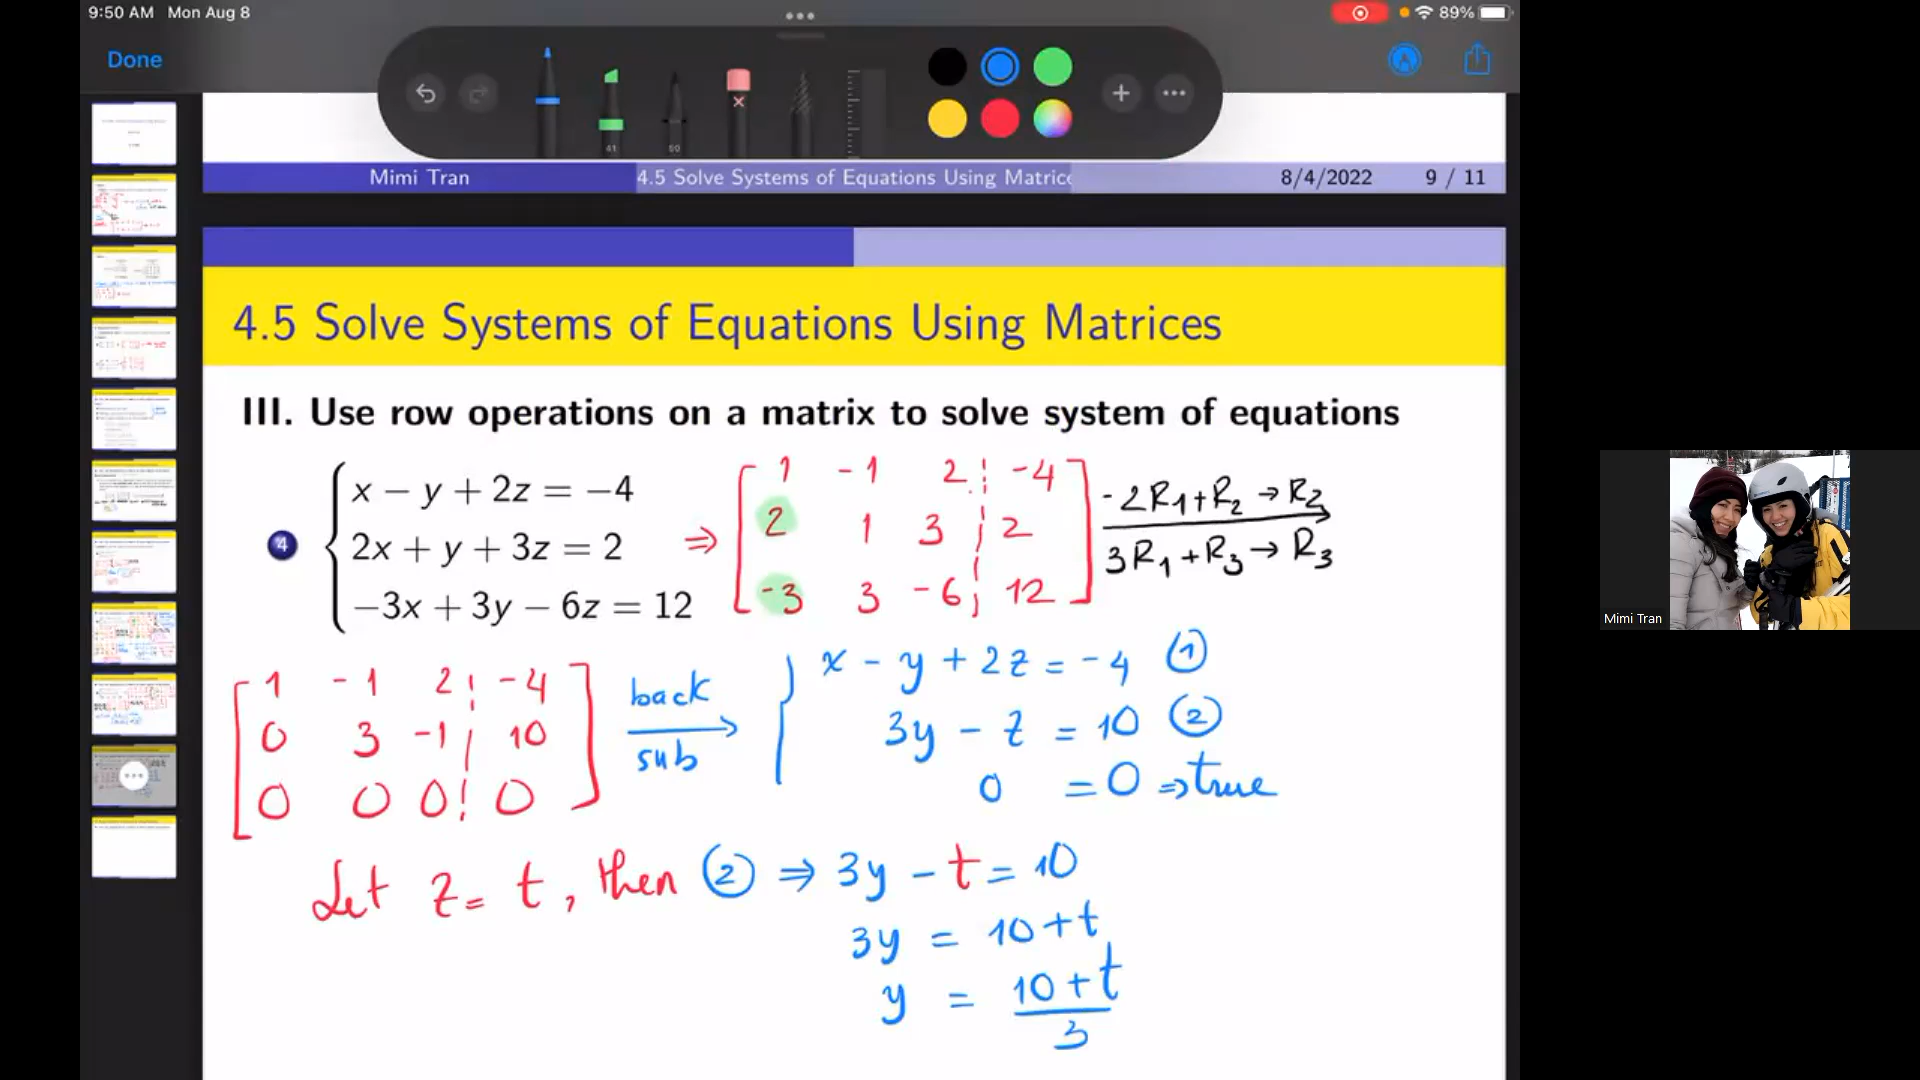 9:50 AM Mon Aug 8
89%
Done
41
50
Mimi Tran 4.5 Solve Systems of Equations Using Matric 8/4/2022 9 / 11
4.5 Solve Systems of Equations Using Matrices
III. Use row operations on a matrix to solve system of equations
4
x − y + 2z = −4
2x + y + 3z = 2
−3x + 3y − 6z = 12
⇒
1 -1 2 ¦ -4
2 1 3 ¦ 2
-3 3 -6 ¦ 12
-2R₁+R₂ → R₂
3R₁+R₃ → R₃
1 -1 2 ¦ -4
0 3 -1 ¦ 10
0 0 0 ¦ 0
back
sub
x - y + 2z = -4 ①
3y - z = 10 ②
0 = 0 ⇒ true
Let z = t, then ② ⇒ 3y - t = 10
3y = 10 + t
y = 10 + t
3
Mimi Tran